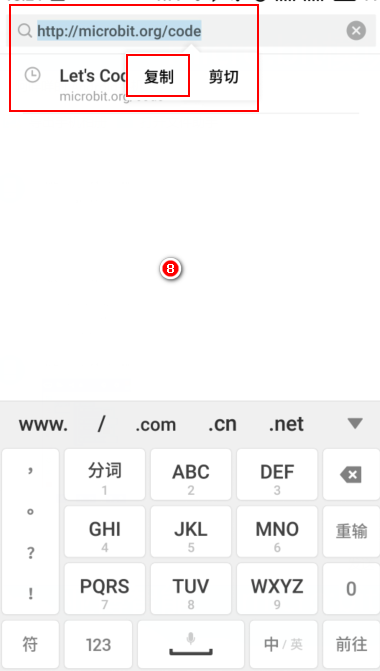 http://microbit.org/code
Let's Coc
复制 剪切
microbit.org/
8
www. / .com .cn .net
， 分词 ABC DEF
1 2 3
。 GHI JKL MNO 重输
4 5 6
？
！ PQRS TUV WXYZ 0
7 8 9
符 123 中/英 前往